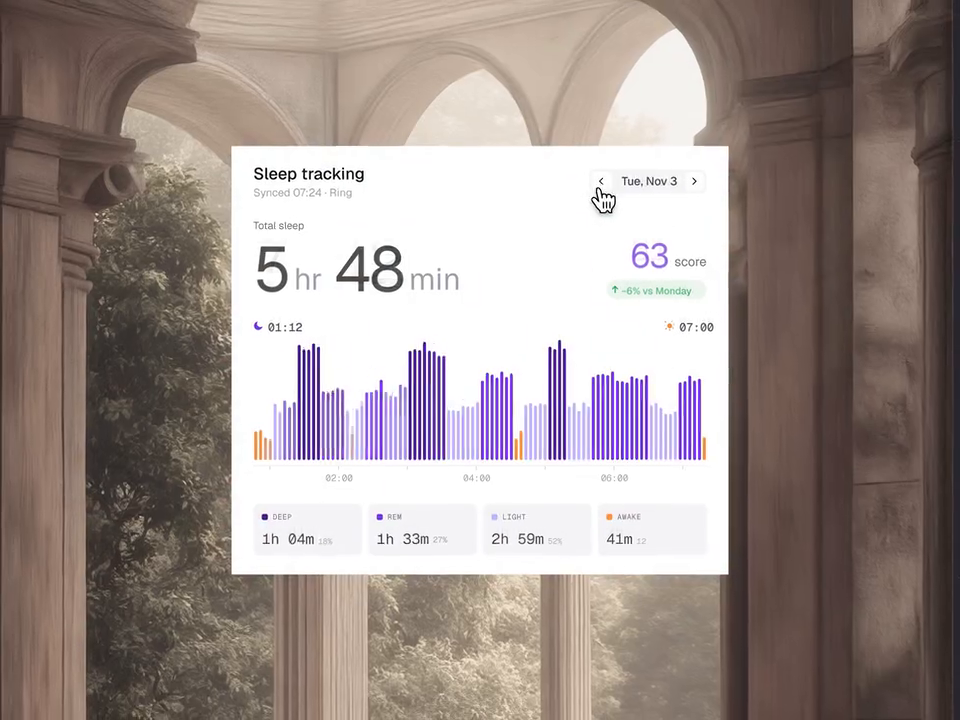 Sleep tracking
Synced 07:24 · Ring
Tue, Nov 3
Total sleep
5 hr 48 min
63 score
↑ -6% vs Monday
01:12
07:00
02:00 04:00 06:00
DEEP
1h 04m 18%
REM
1h 33m 27%
LIGHT
2h 59m 52%
AWAKE
41m 12